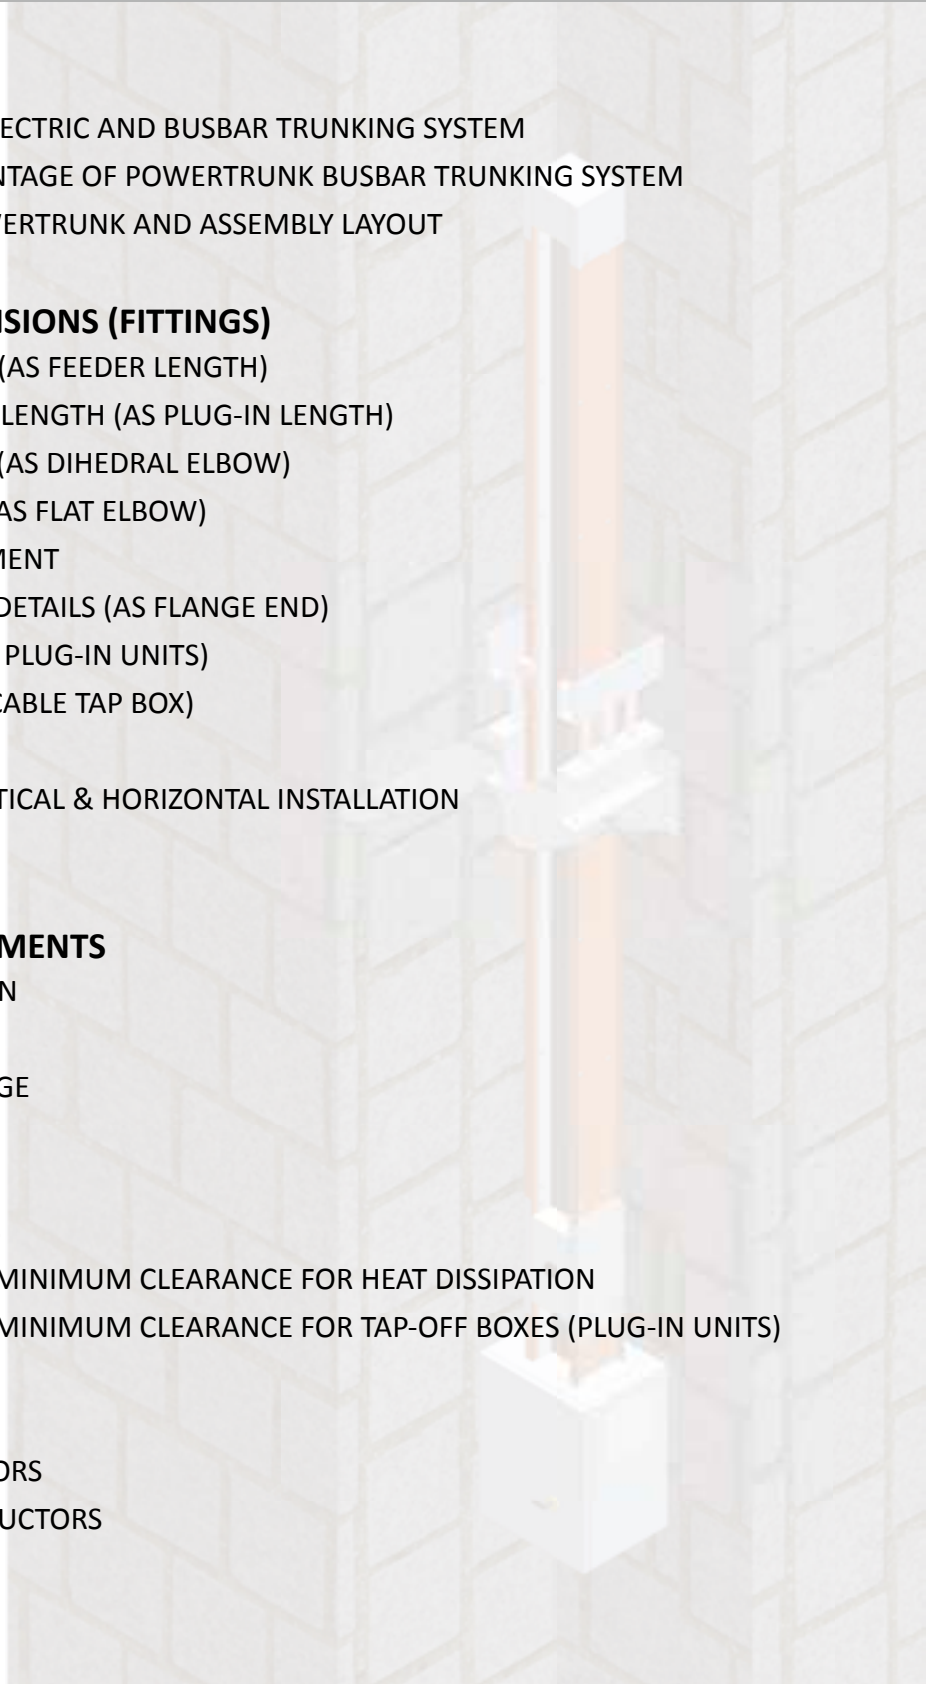 ECTRIC AND BUSBAR TRUNKING SYSTEM
NTAGE OF POWERTRUNK BUSBAR TRUNKING SYSTEM
ERTRUNK AND ASSEMBLY LAYOUT
SIONS (FITTINGS)
(AS FEEDER LENGTH)
LENGTH (AS PLUG-IN LENGTH)
(AS DIHEDRAL ELBOW)
AS FLAT ELBOW)
MENT
DETAILS (AS FLANGE END)
PLUG-IN UNITS)
CABLE TAP BOX)
TICAL & HORIZONTAL INSTALLATION
MENTS
N
GE
MINIMUM CLEARANCE FOR HEAT DISSIPATION
MINIMUM CLEARANCE FOR TAP-OFF BOXES (PLUG-IN UNITS)
ORS
UCTORS